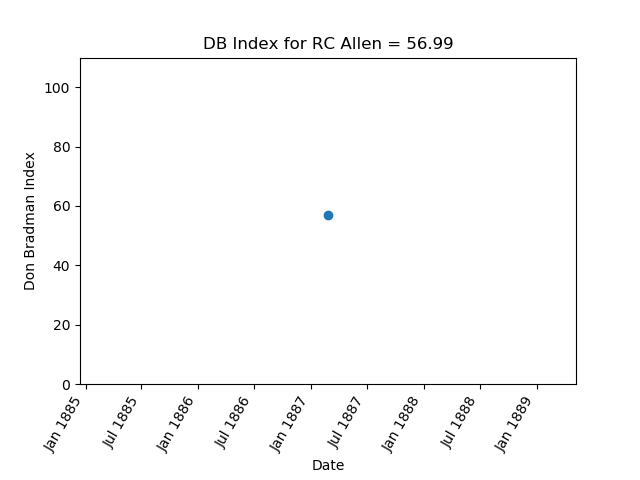 DB Index for RC Allen = 56.99
100
80
60
40
20
0
Don Bradman Index
Jan 1885
Jul 1885
Jan 1886
Jul 1886
Jan 1887
Jul 1887
Jan 1888
Jul 1888
Jan 1889
Date